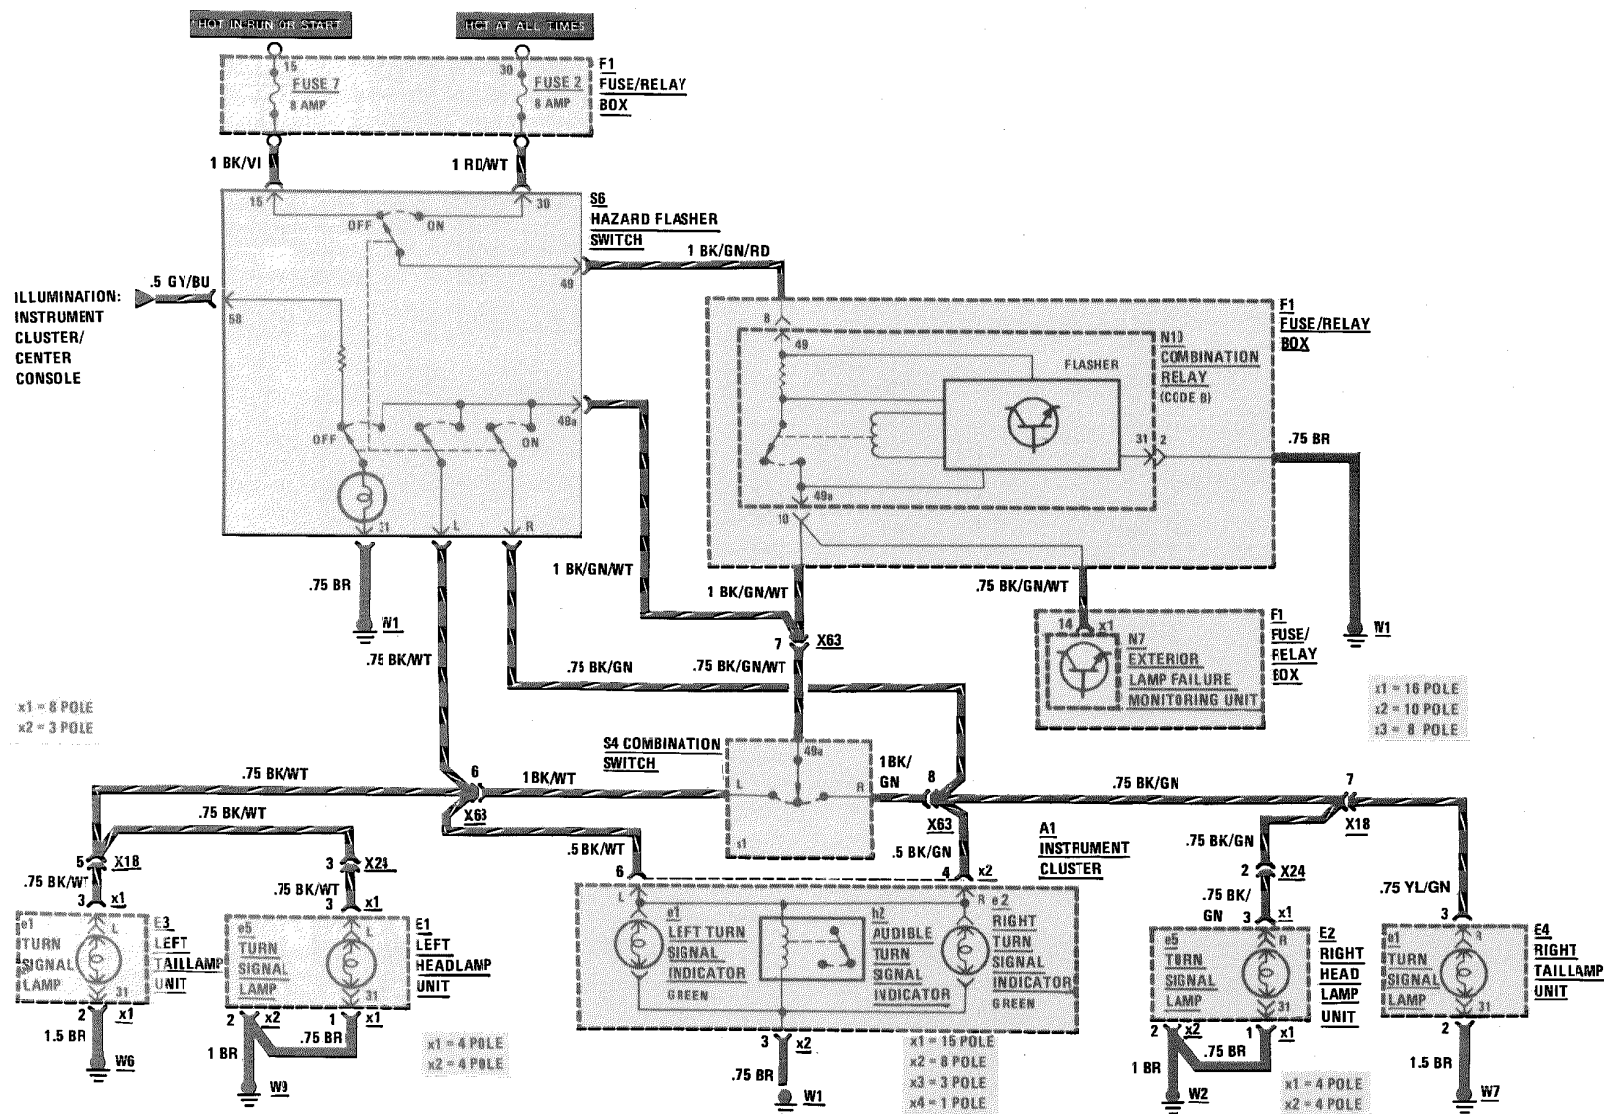 HOT IN RUN OR START
HOT AT ALL TIMES
15
FUSE 7
8 AMP
30
FUSE 2
8 AMP
F1
FUSE/RELAY
BOX
1 BK/VI
1 RD/WT
15
30
OFF
ON
S6
HAZARD FLASHER
SWITCH
49
1 BK/GN/RD
.5 GY/BU
ILLUMINATION:
INSTRUMENT
CLUSTER/
CENTER
CONSOLE
58
OFF
ON
49a
31
L
R
8
49
FLASHER
N10
COMBINATION
RELAY
(CODE 8)
F1
FUSE/RELAY
BOX
31
2
.75 BR
49a
10
.75 BR
W1
1 BK/GN/WT
1 BK/GN/WT
.75 BK/GN/WT
W1
14
x1
N7
EXTERIOR
LAMP FAILURE
MONITORING UNIT
F1
FUSE/
RELAY
BOX
7
X63
.75 BK/WT
.75 BK/GN
.75 BK/GN/WT
x1 = 8 POLE
x2 = 3 POLE
x1 = 16 POLE
x2 = 10 POLE
x3 = 8 POLE
S4 COMBINATION
SWITCH
49a
L
R
x1
.75 BK/WT
6
1BK/WT
X63
1BK/
GN
8
X63
.75 BK/GN
7
X18
.75 BK/WT
5
X18
3
X24
.75 BK/WT
.75 BK/WT
3
x1
3
x1
.5 BK/WT
6
.5 BK/GN
4
x2
A1
INSTRUMENT
CLUSTER
.75 BK/GN
2
X24
.75 BK/
GN
3
x1
.75 YL/GN
3
e1
TURN
SIGNAL
LAMP
L
31
E3
LEFT
TAILLAMP
UNIT
e5
TURN
SIGNAL
LAMP
L
31
E1
LEFT
HEADLAMP
UNIT
L
e1
LEFT TURN
SIGNAL
INDICATOR
GREEN
h2
AUDIBLE
TURN
SIGNAL
INDICATOR
R
e2
RIGHT
TURN
SIGNAL
INDICATOR
GREEN
e5
TURN
SIGNAL
LAMP
R
31
E2
RIGHT
HEAD
LAMP
UNIT
e1
TURN
SIGNAL
LAMP
R
31
E4
RIGHT
TAILLAMP
UNIT
2
x1
1.5 BR
W6
2
x2
1
x1
.75 BR
1 BR
W9
x1 = 4 POLE
x2 = 4 POLE
3
x2
.75 BR
W1
x1 = 15 POLE
x2 = 8 POLE
x3 = 3 POLE
x4 = 1 POLE
2
x2
1
x1
.75 BR
1 BR
W2
x1 = 4 POLE
x2 = 4 POLE
2
1.5 BR
W7